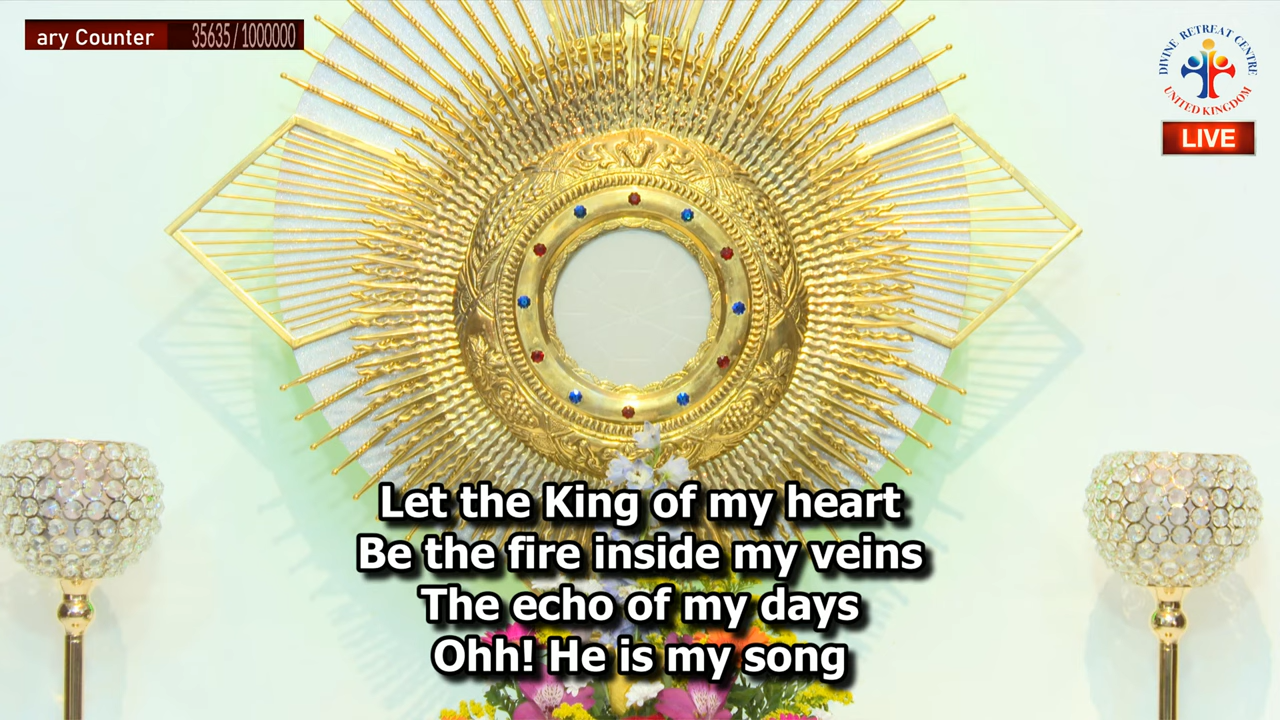 ary Counter 35635/1000000
DIVINE RETREAT CENTRE
UNITED KINGDOM
LIVE
Let the King of my heart
Be the fire inside my veins
The echo of my days
Ohh! He is my song